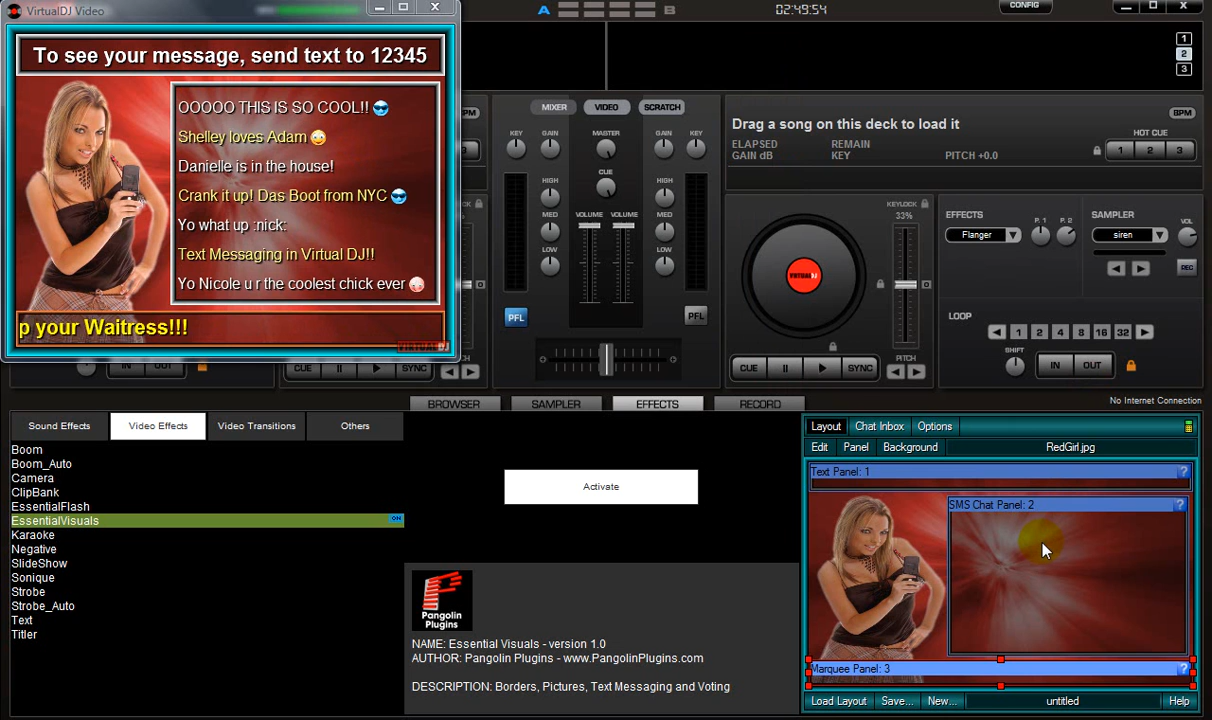 VirtualDJ Video
To see your message, send text to 12345
OOOOO THIS IS SO COOL!!
Shelley loves Adam
Danielle is in the house!
Crank it up! Das Boot from NYC
Yo what up :nick:
Text Messaging in Virtual DJ!!
Yo Nicole u r the coolest chick ever
p your Waitress!!!
VIRTUAL DJ
A
B
02:49:54
CONFIG
1
2
3
MIXER
VIDEO
SCRATCH
KEY
GAIN
MASTER
GAIN
KEY
CUE
HIGH
HIGH
MED
VOLUME
VOLUME
MED
LOW
LOW
PFL
PFL
Drag a song on this deck to load it
ELAPSED
REMAIN
GAIN dB
KEY
PITCH +0.0
BPM
HOT CUE
1
2
3
KEYLOCK
33%
VIRTUAL DJ
EFFECTS
P. 1
P. 2
SAMPLER
VOL
Flanger
siren
REC
LOOP
1
2
4
8
16
32
SHIFT
IN
OUT
CUE
SYNC
PITCH
IN
OUT
CUE
SYNC
BROWSER
SAMPLER
EFFECTS
RECORD
No Internet Connection
Sound Effects
Video Effects
Video Transitions
Others
Boom
Boom_Auto
Camera
ClipBank
EssentialFlash
EssentialVisuals
ON
Karaoke
Negative
SlideShow
Sonique
Strobe
Strobe_Auto
Text
Titler
Activate
Pangolin
Plugins
NAME: Essential Visuals - version 1.0
AUTHOR: Pangolin Plugins - www.PangolinPlugins.com
DESCRIPTION: Borders, Pictures, Text Messaging and Voting
Layout
Chat Inbox
Options
Edit
Panel
Background
RedGirl.jpg
Text Panel: 1
?
SMS Chat Panel: 2
?
Marquee Panel: 3
?
Load Layout
Save...
New...
untitled
Help